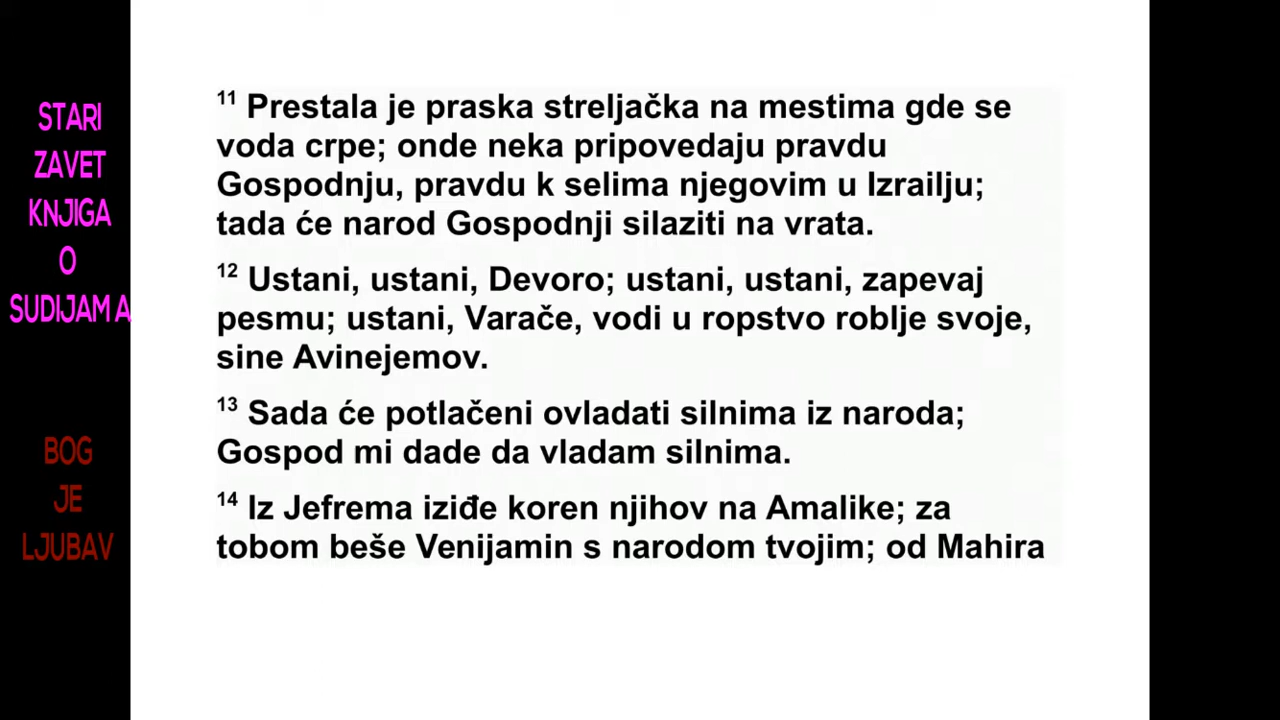 STARI
ZAVET
KNJIGA
O
SUDIJAMA
BOG
JE
LJUBAV
11 Prestala je praska streljačka na mestima gde se
voda crpe; onde neka pripovedaju pravdu
Gospodnju, pravdu k selima njegovim u Izrailju;
tada će narod Gospodnji silaziti na vrata.
12 Ustani, ustani, Devoro; ustani, ustani, zapevaj
pesmu; ustani, Varače, vodi u ropstvo roblje svoje,
sine Avinejemov.
13 Sada će potlačeni ovladati silnima iz naroda;
Gospod mi dade da vladam silnima.
14 Iz Jefrema iziđe koren njihov na Amalike; za
tobom beše Venijamin s narodom tvojim; od Mahira